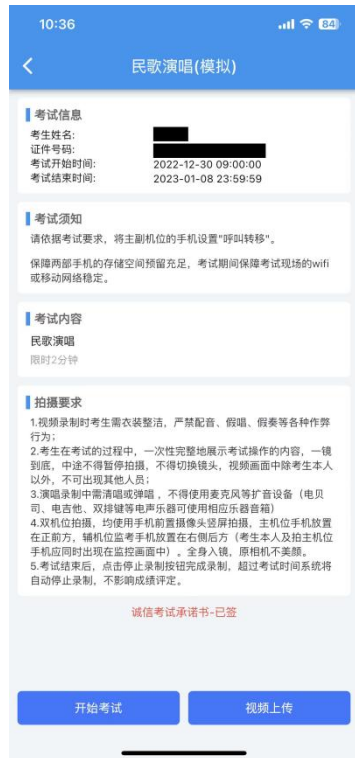 10:36
84
民歌演唱(模拟)
考试信息
考生姓名:
证件号码:
考试开始时间: 2022-12-30 09:00:00
考试结束时间: 2023-01-08 23:59:59
考试须知
请依据考试要求，将主副机位的手机设置"呼叫转移"。
保障两部手机的存储空间预留充足，考试期间保障考试现场的wifi
或移动网络稳定。
考试内容
民歌演唱
限时2分钟
拍摄要求
1.视频录制时考生需衣装整洁，严禁配音、假唱、假奏等各种作弊
行为；
2.考生在考试的过程中，一次性完整地展示考试操作的内容，一镜
到底，中途不得暂停拍摄，不得切换镜头，视频画面中除考生本人
以外，不可出现其他人员；
3.演唱录制中需清唱或弹唱 ，不得使用麦克风等扩音设备（电贝
司、电吉他、双排键等电声乐器可使用相应乐器音箱）
4.双机位拍摄，均使用手机前置摄像头竖屏拍摄，主机位手机放置
在正前方，辅机位监考手机放置在右侧后方（考生本人及拍主机位
手机应同时出现在监控画面中）。全身入镜，原相机不美颜。
5.考试结束后，点击停止录制按钮完成录制，超过考试时间系统将
自动停止录制，不影响成绩评定。
诚信考试承诺书-已签
开始考试
视频上传